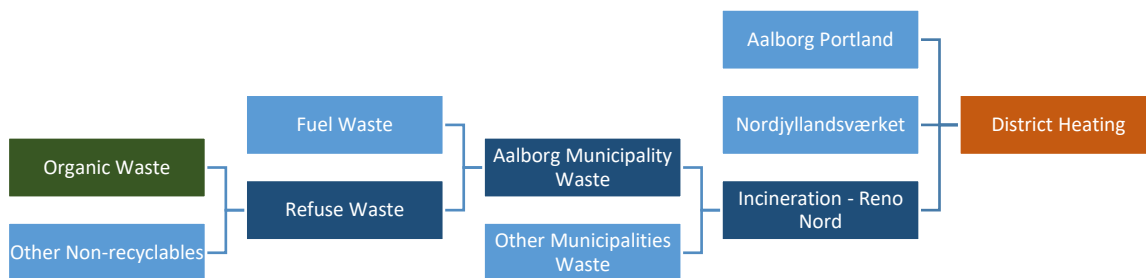 Aalborg Portland
Fuel Waste
Nordjyllandsværket
District Heating
Organic Waste
Aalborg Municipality
Waste
Refuse Waste
Incineration - Reno
Nord
Other Non-recyclables
Other Municipalities
Waste